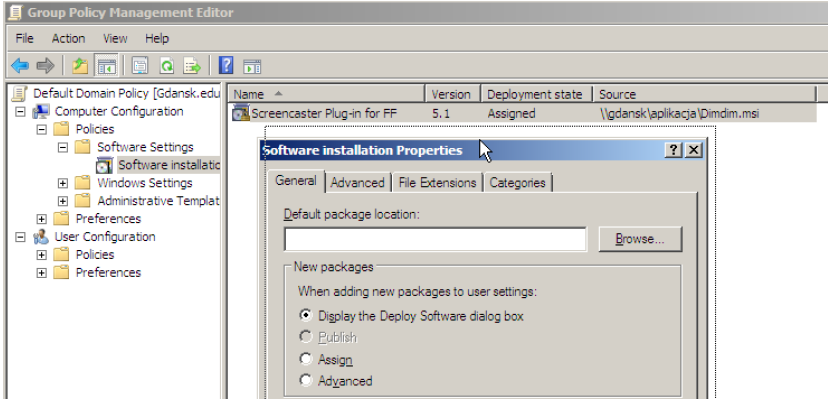 Group Policy Management Editor
File Action View Help
Default Domain Policy [Gdansk.edu
Computer Configuration
Policies
Software Settings
Software installatic
Windows Settings
Administrative Templat
Preferences
User Configuration
Policies
Preferences
Name Version Deployment state Source
Screencaster Plug-in for FF 5.1 Assigned \\gdansk\aplikacja\Dimdim.msi
Software installation Properties
General Advanced File Extensions Categories
Default package location:
Browse...
New packages
When adding new packages to user settings:
Display the Deploy Software dialog box
Publish
Assign
Advanced